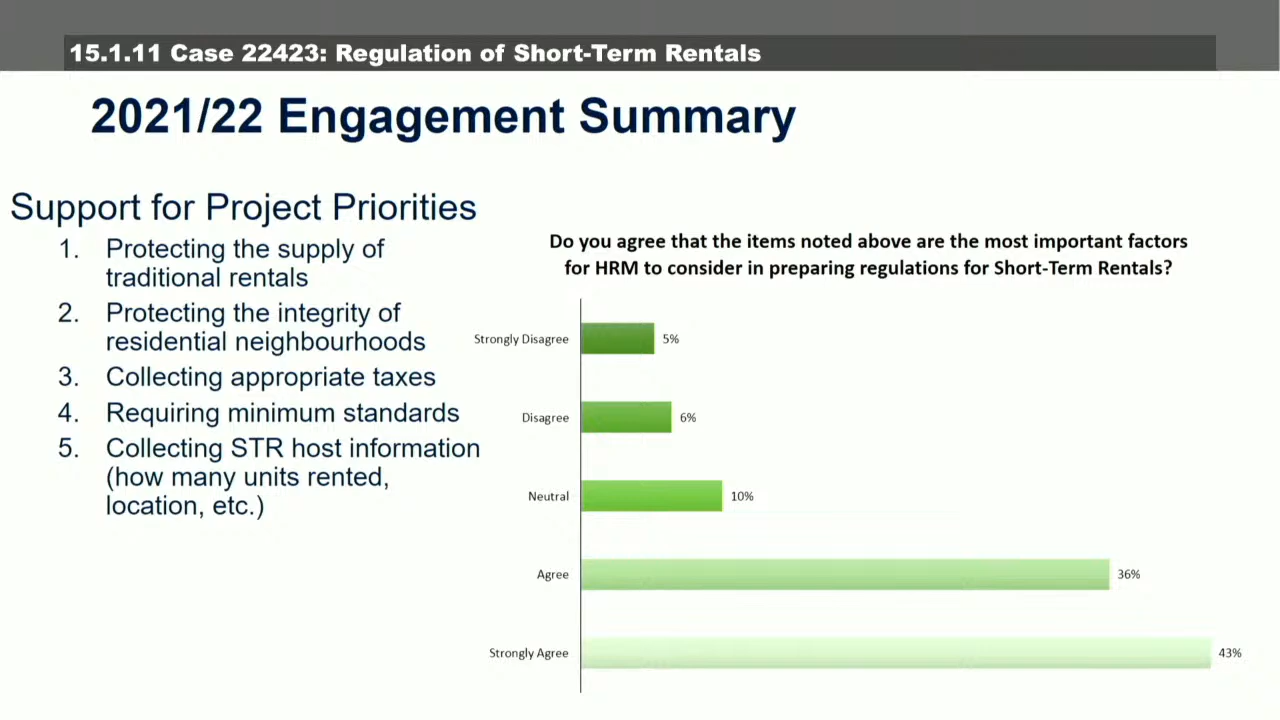 15.1.11 Case 22423: Regulation of Short-Term Rentals
2021/22 Engagement Summary
Support for Project Priorities
1. Protecting the supply of
traditional rentals
2. Protecting the integrity of
residential neighbourhoods
3. Collecting appropriate taxes
4. Requiring minimum standards
5. Collecting STR host information
(how many units rented,
location, etc.)
Do you agree that the items noted above are the most important factors
for HRM to consider in preparing regulations for Short-Term Rentals?
Strongly Disagree 5%
Disagree 6%
Neutral 10%
Agree 36%
Strongly Agree 43%